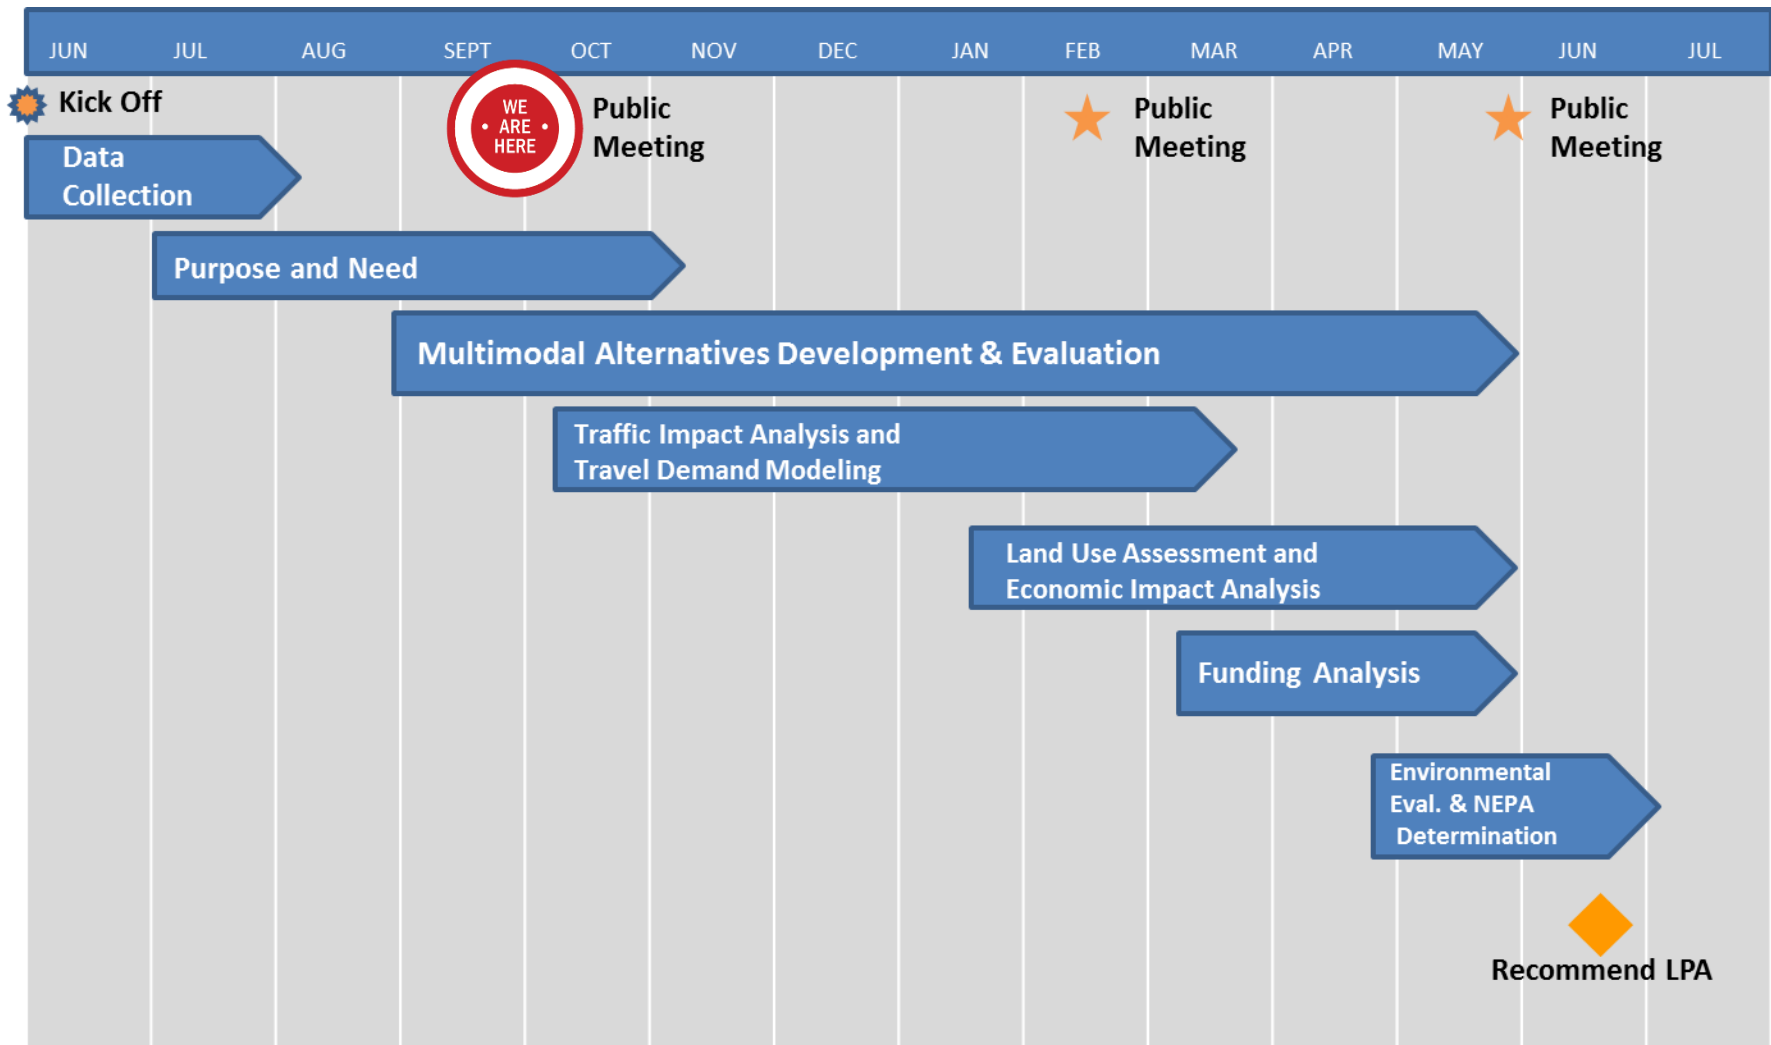 JUN JUL AUG SEPT OCT NOV DEC JAN FEB MAR APR MAY JUN JUL
Kick Off
WE
• ARE •
HERE
Public
Meeting
Public
Meeting
Public
Meeting
Data
Collection
Purpose and Need
Multimodal Alternatives Development & Evaluation
Traffic Impact Analysis and
Travel Demand Modeling
Land Use Assessment and
Economic Impact Analysis
Funding Analysis
Environmental
Eval. & NEPA
Determination
Recommend LPA